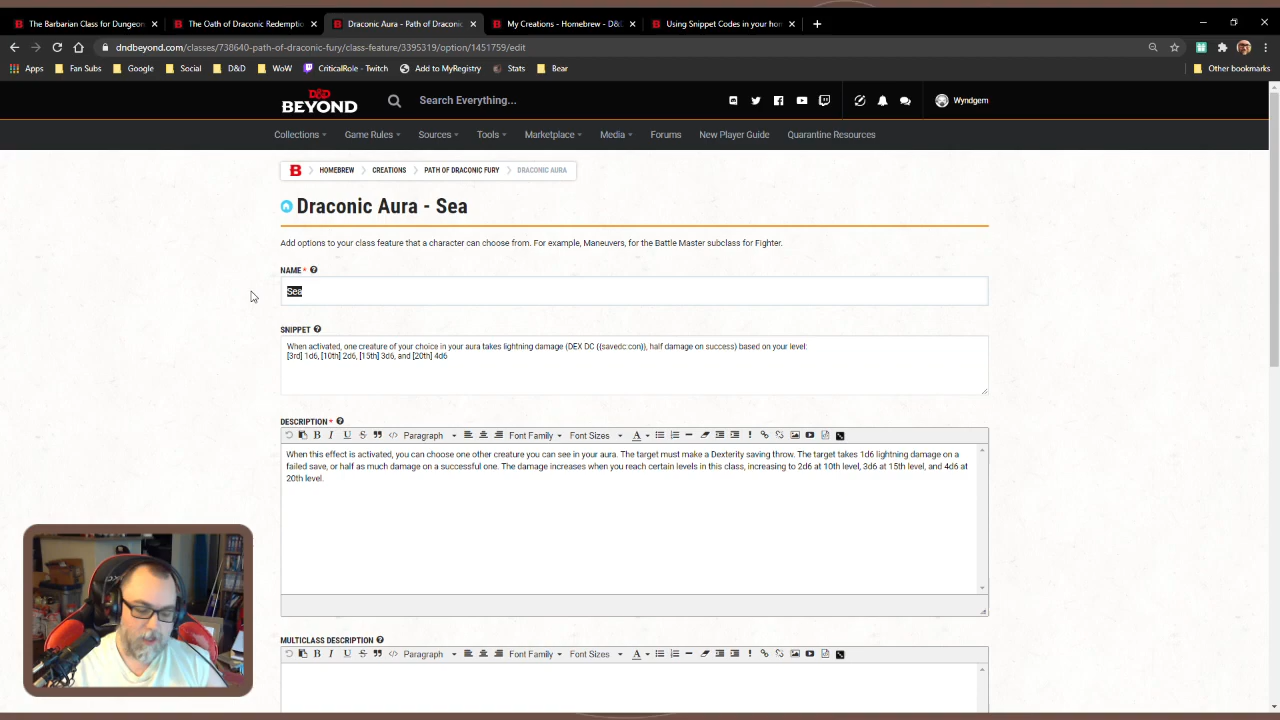 The Barbarian Class for Dungeon
The Oath of Draconic Redemptio
Draconic Aura - Path of Draconic
My Creations - Homebrew - D&D
Using Snippet Codes in your hom
dndbeyond.com/classes/738640-path-of-draconic-fury/class-feature/3395319/option/1451759/edit
Apps
Fan Subs
Google
Social
D&D
WoW
CriticalRole - Twitch
Add to MyRegistry
Stats
Bear
Other bookmarks
D&D
BEYOND
Search Everything...
Wyndgem
Collections
Game Rules
Sources
Tools
Marketplace
Media
Forums
New Player Guide
Quarantine Resources
HOMEBREW
CREATIONS
PATH OF DRACONIC FURY
DRACONIC AURA
Draconic Aura - Sea
Add options to your class feature that a character can choose from. For example, Maneuvers, for the Battle Master subclass for Fighter.
NAME *
Sea
SNIPPET
When activated, one creature of your choice in your aura takes lightning damage (DEX DC {{savedc:con}}, half damage on success) based on your level:
[3rd] 1d6, [10th] 2d6, [15th] 3d6, and [20th] 4d6
DESCRIPTION *
Paragraph
Font Family
Font Sizes
When this effect is activated, you can choose one other creature you can see in your aura. The target must make a Dexterity saving throw. The target takes 1d6 lightning damage on a
failed save, or half as much damage on a successful one. The damage increases when you reach certain levels in this class, increasing to 2d6 at 10th level, 3d6 at 15th level, and 4d6 at
20th level.
MULTICLASS DESCRIPTION
Paragraph
Font Family
Font Sizes